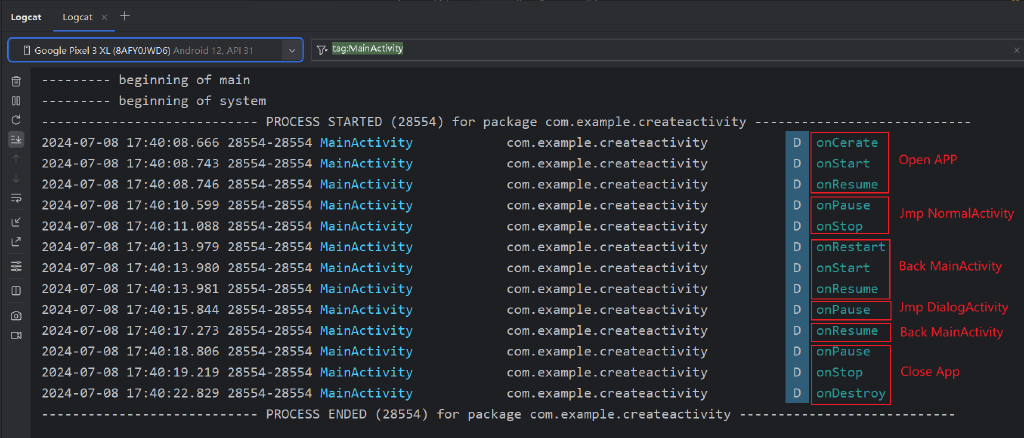 Logcat Logcat
Google Pixel 3 XL (8AFY0JWD6) Android 12, API 31 tag:MainActivity
--------- beginning of main
--------- beginning of system
---------------------------- PROCESS STARTED (28554) for package com.example.createactivity ----------------------------
2024-07-08 17:40:08.666 28554-28554 MainActivity com.example.createactivity D onCerate
2024-07-08 17:40:08.743 28554-28554 MainActivity com.example.createactivity D onStart Open APP
2024-07-08 17:40:08.746 28554-28554 MainActivity com.example.createactivity D onResume
2024-07-08 17:40:10.599 28554-28554 MainActivity com.example.createactivity D onPause Jmp NormalActivity
2024-07-08 17:40:11.088 28554-28554 MainActivity com.example.createactivity D onStop
2024-07-08 17:40:13.979 28554-28554 MainActivity com.example.createactivity D onRestart
2024-07-08 17:40:13.980 28554-28554 MainActivity com.example.createactivity D onStart Back MainActivity
2024-07-08 17:40:13.981 28554-28554 MainActivity com.example.createactivity D onResume
2024-07-08 17:40:15.844 28554-28554 MainActivity com.example.createactivity D onPause Jmp DialogActivity
2024-07-08 17:40:17.273 28554-28554 MainActivity com.example.createactivity D onResume Back MainActivity
2024-07-08 17:40:18.806 28554-28554 MainActivity com.example.createactivity D onPause
2024-07-08 17:40:19.219 28554-28554 MainActivity com.example.createactivity D onStop Close App
2024-07-08 17:40:22.829 28554-28554 MainActivity com.example.createactivity D onDestroy
---------------------------- PROCESS ENDED (28554) for package com.example.createactivity ----------------------------